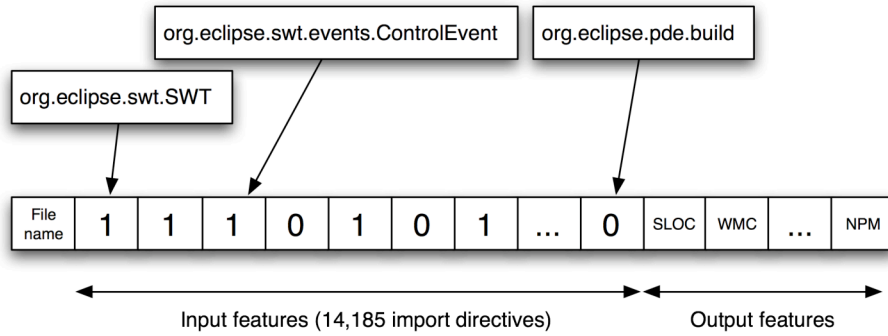 org.eclipse.swt.events.ControlEvent
org.eclipse.pde.build
org.eclipse.swt.SWT
File
name
1
1
1
0
1
0
1
...
0
SLOC
WMC
...
NPM
Input features (14,185 import directives)
Output features